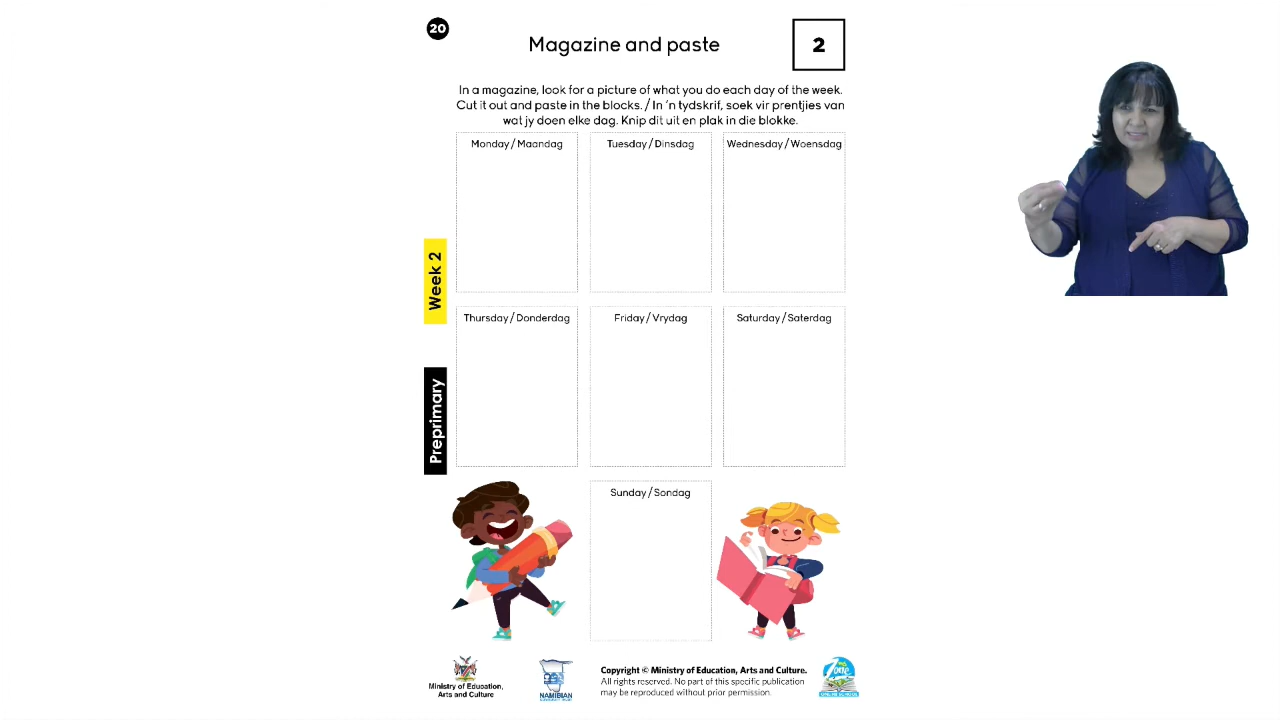 20
Magazine and paste
2
In a magazine, look for a picture of what you do each day of the week.
Cut it out and paste in the blocks. / In 'n tydskrif, soek vir prentjies van
wat jy doen elke dag. Knip dit uit en plak in die blokke.
Monday / Maandag
Tuesday / Dinsdag
Wednesday / Woensdag
Week 2
Thursday / Donderdag
Friday / Vrydag
Saturday / Saterdag
Preprimary
Sunday / Sondag
Ministry of Education,
Arts and Culture
NAMIBIAN
Copyright © Ministry of Education, Arts and Culture.
All rights reserved. No part of this specific publication
may be reproduced without prior permission.
Zone
ONLINE SCHOOL